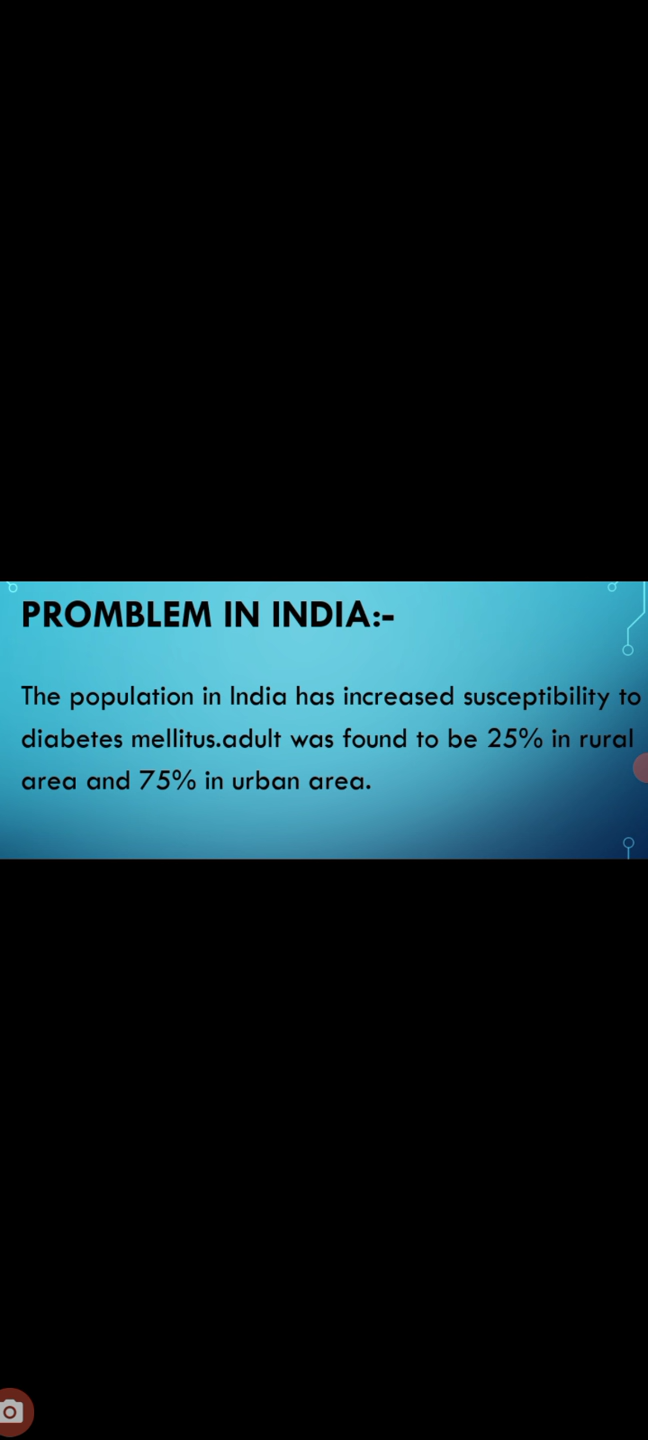 PROMBLEM IN INDIA:-
The population in India has increased susceptibility to
diabetes mellitus.adult was found to be 25% in rural
area and 75% in urban area.